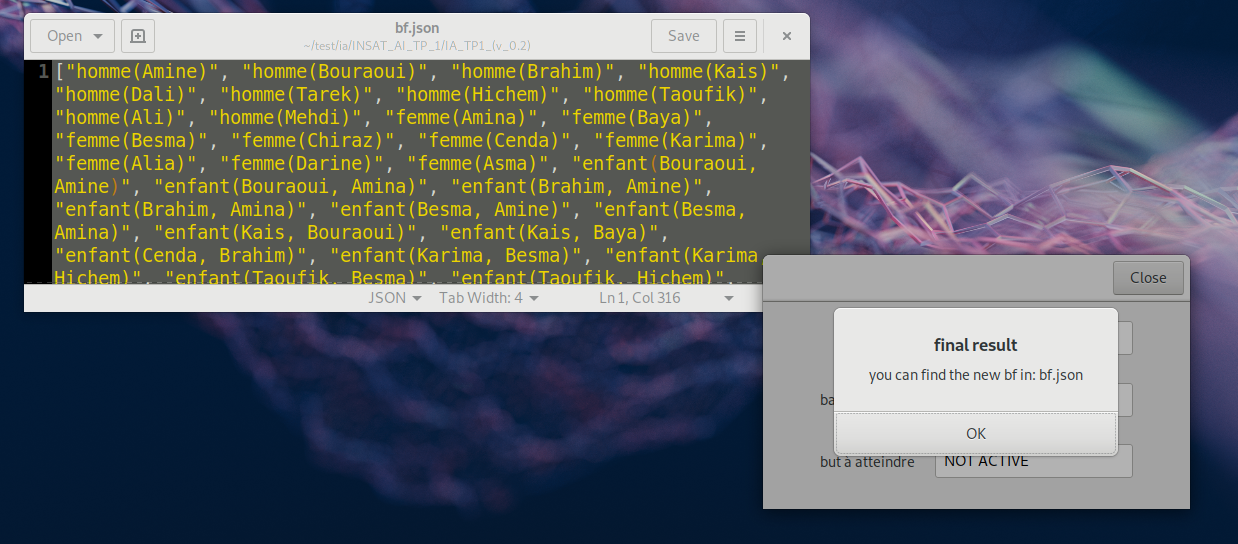 Open
bf.json
~/test/ia/INSAT_AI_TP_1/IA_TP1_(v_0.2)
Save
1
["homme(Amine)", "homme(Bouraoui)", "homme(Brahim)", "homme(Kais)",
"homme(Dali)", "homme(Tarek)", "homme(Hichem)", "homme(Taoufik)",
"homme(Ali)", "homme(Mehdi)", "femme(Amina)", "femme(Baya)",
"femme(Besma)", "femme(Chiraz)", "femme(Cenda)", "femme(Karima)",
"femme(Alia)", "femme(Darine)", "femme(Asma)", "enfant(Bouraoui,
Amine)", "enfant(Bouraoui, Amina)", "enfant(Brahim, Amine)",
"enfant(Brahim, Amina)", "enfant(Besma, Amine)", "enfant(Besma,
Amina)", "enfant(Kais, Bouraoui)", "enfant(Kais, Baya)",
"enfant(Cenda, Brahim)", "enfant(Karima, Besma)", "enfant(Karima,
Hichem)", "enfant(Taoufik, Besma)", "enfant(Taoufik, Hichem)",
JSON
Tab Width: 4
Ln 1, Col 316
Close
final result
you can find the new bf in: bf.json
ba
OK
but à atteindre
NOT ACTIVE